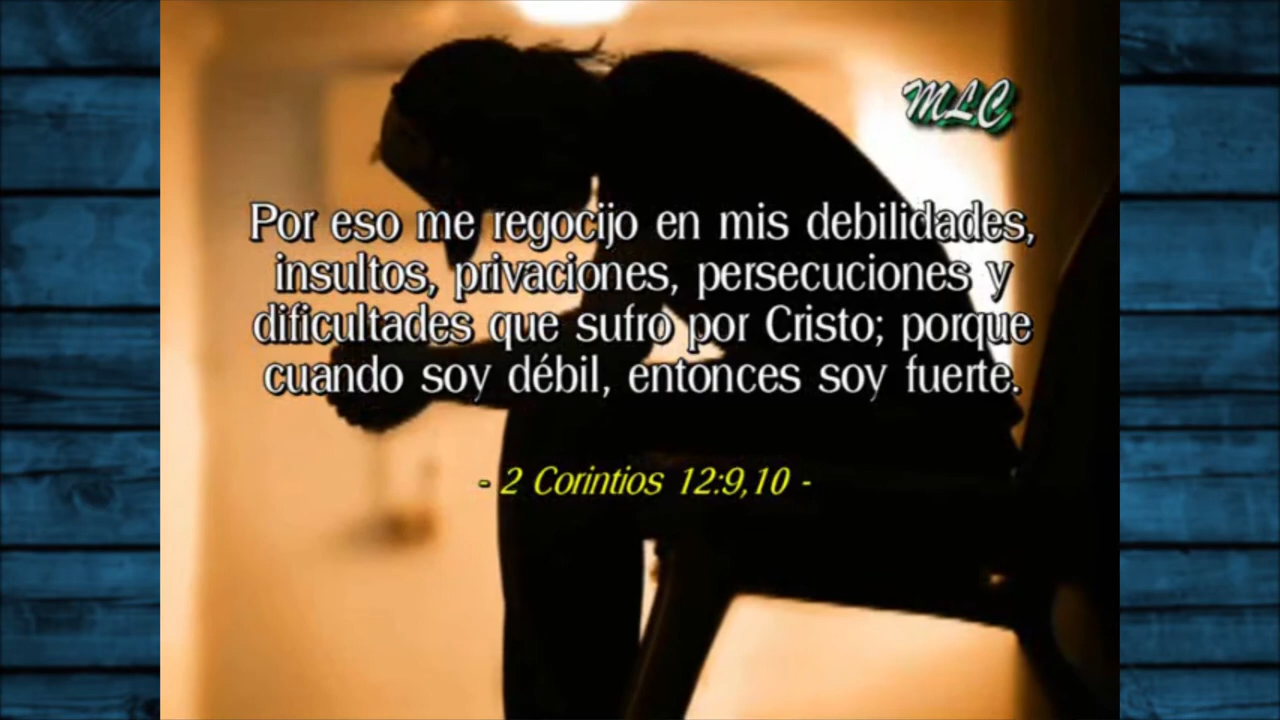 MLC
Por eso me regocijo en mis debilidades,
insultos, privaciones, persecuciones y
dificultades que sufro por Cristo; porque
cuando soy débil, entonces soy fuerte.
- 2 Corintios 12:9,10 -